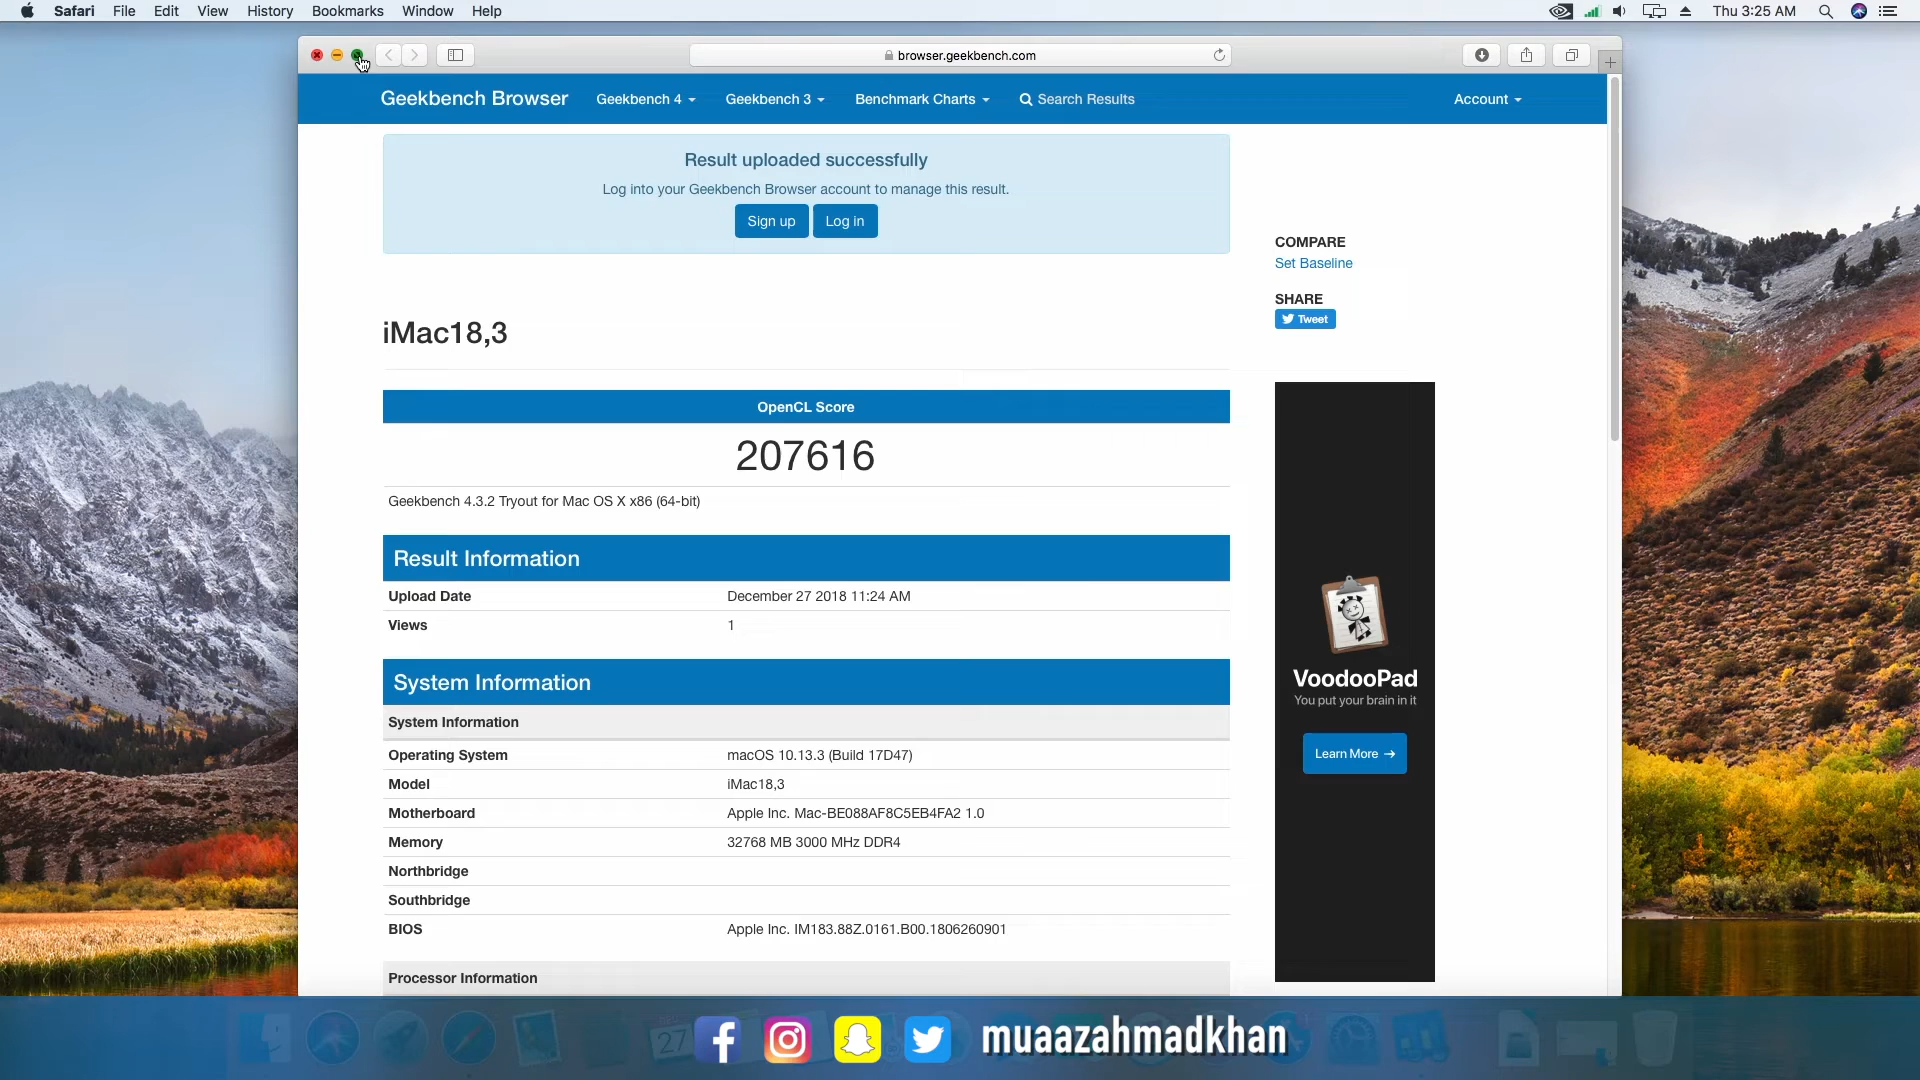 Safari File Edit View History Bookmarks Window Help
Thu 3:25 AM
browser.geekbench.com
Geekbench Browser
Geekbench 4
Geekbench 3
Benchmark Charts
Search Results
Account
Result uploaded successfully
Log into your Geekbench Browser account to manage this result.
Sign up
Log in
COMPARE
Set Baseline
SHARE
Tweet
iMac18,3
OpenCL Score
207616
Geekbench 4.3.2 Tryout for Mac OS X x86 (64-bit)
Result Information
Upload Date December 27 2018 11:24 AM
Views 1
System Information
System Information
Operating System macOS 10.13.3 (Build 17D47)
Model iMac18,3
Motherboard Apple Inc. Mac-BE088AF8C5EB4FA2 1.0
Memory 32768 MB 3000 MHz DDR4
Northbridge
Southbridge
BIOS Apple Inc. IM183.88Z.0161.B00.1806260901
Processor Information
VoodooPad
You put your brain in it
Learn More →
27
muaazahmadkhan